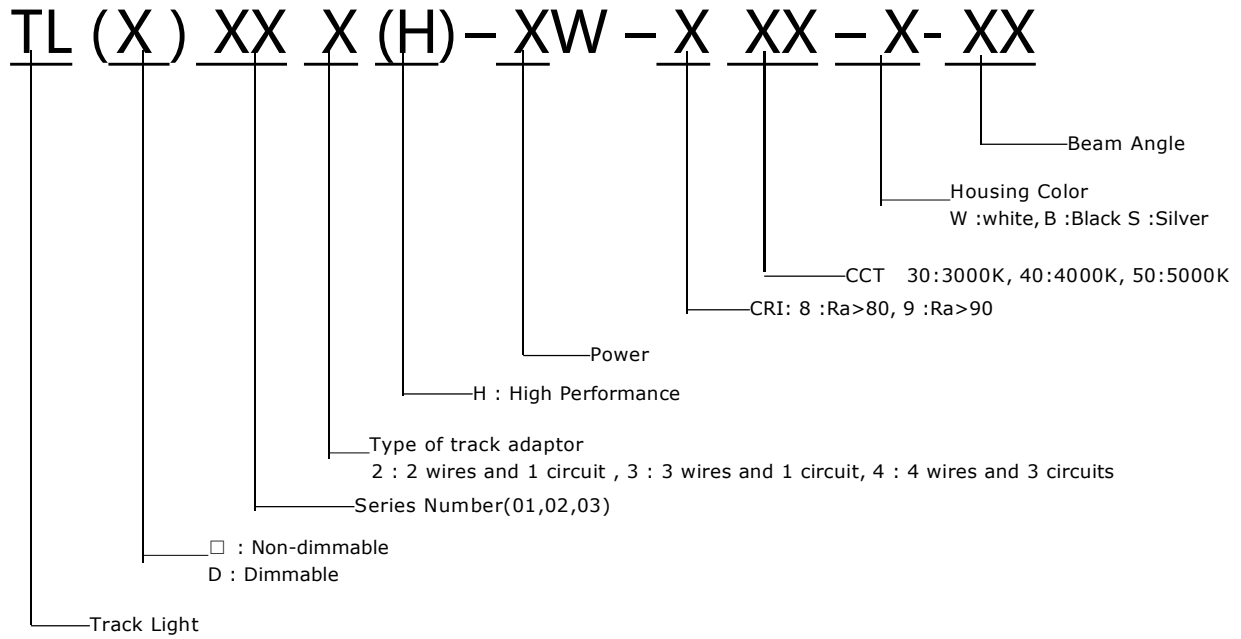 TL (X) XX X (H) – XW – X XX – X- XX
Beam Angle
Housing Color
W :white, B :Black S :Silver
CCT 30:3000K, 40:4000K, 50:5000K
CRI: 8 :Ra>80, 9 :Ra>90
Power
H : High Performance
Type of track adaptor
2 : 2 wires and 1 circuit , 3 : 3 wires and 1 circuit, 4 : 4 wires and 3 circuits
Series Number(01,02,03)
□ : Non-dimmable
D : Dimmable
Track Light